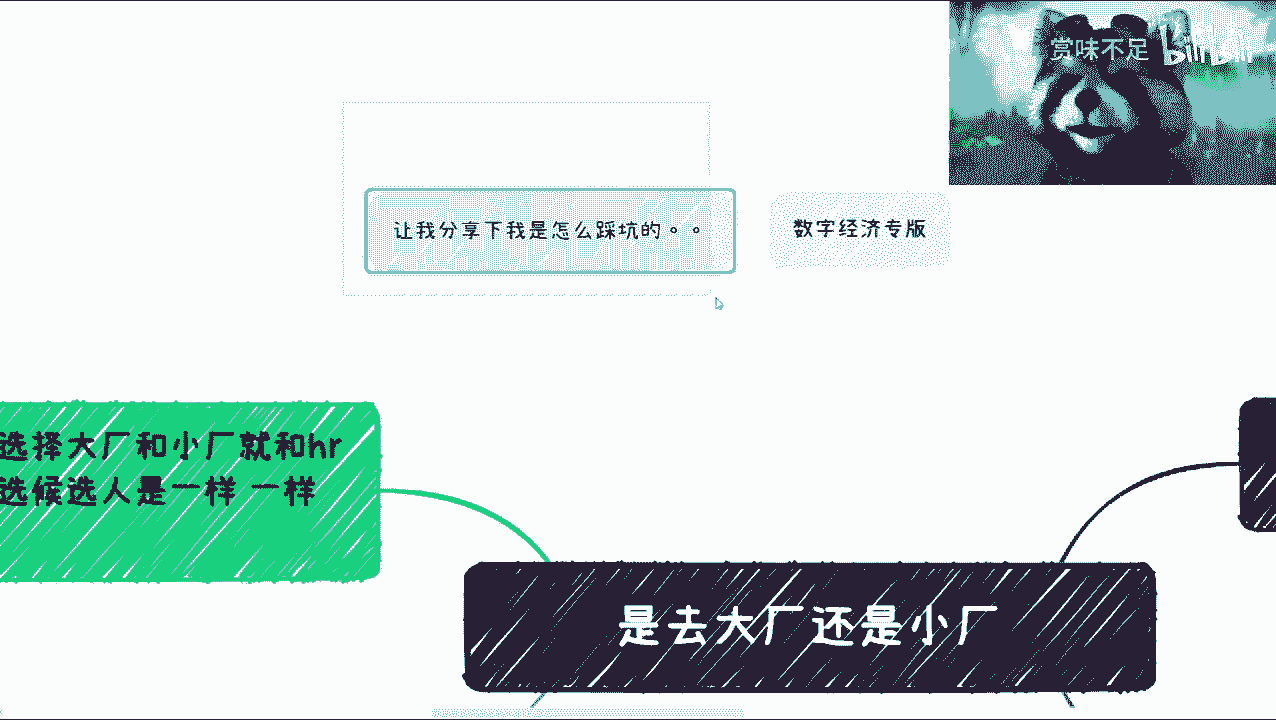 赏味不足 bilibili
让我分享下我是怎么踩坑的。。
数字经济专版
选择大厂和小厂就和hr
选候选人是一样 一样
是去大厂还是小厂